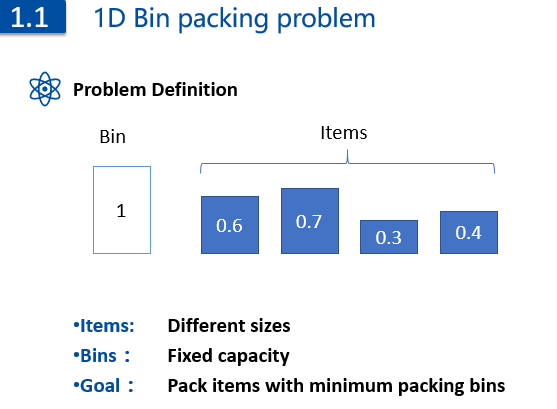 1.1 1D Bin packing problem
Problem Definition
Bin Items
1 0.6 0.7 0.3 0.4
•Items: Different sizes
•Bins： Fixed capacity
•Goal： Pack items with minimum packing bins